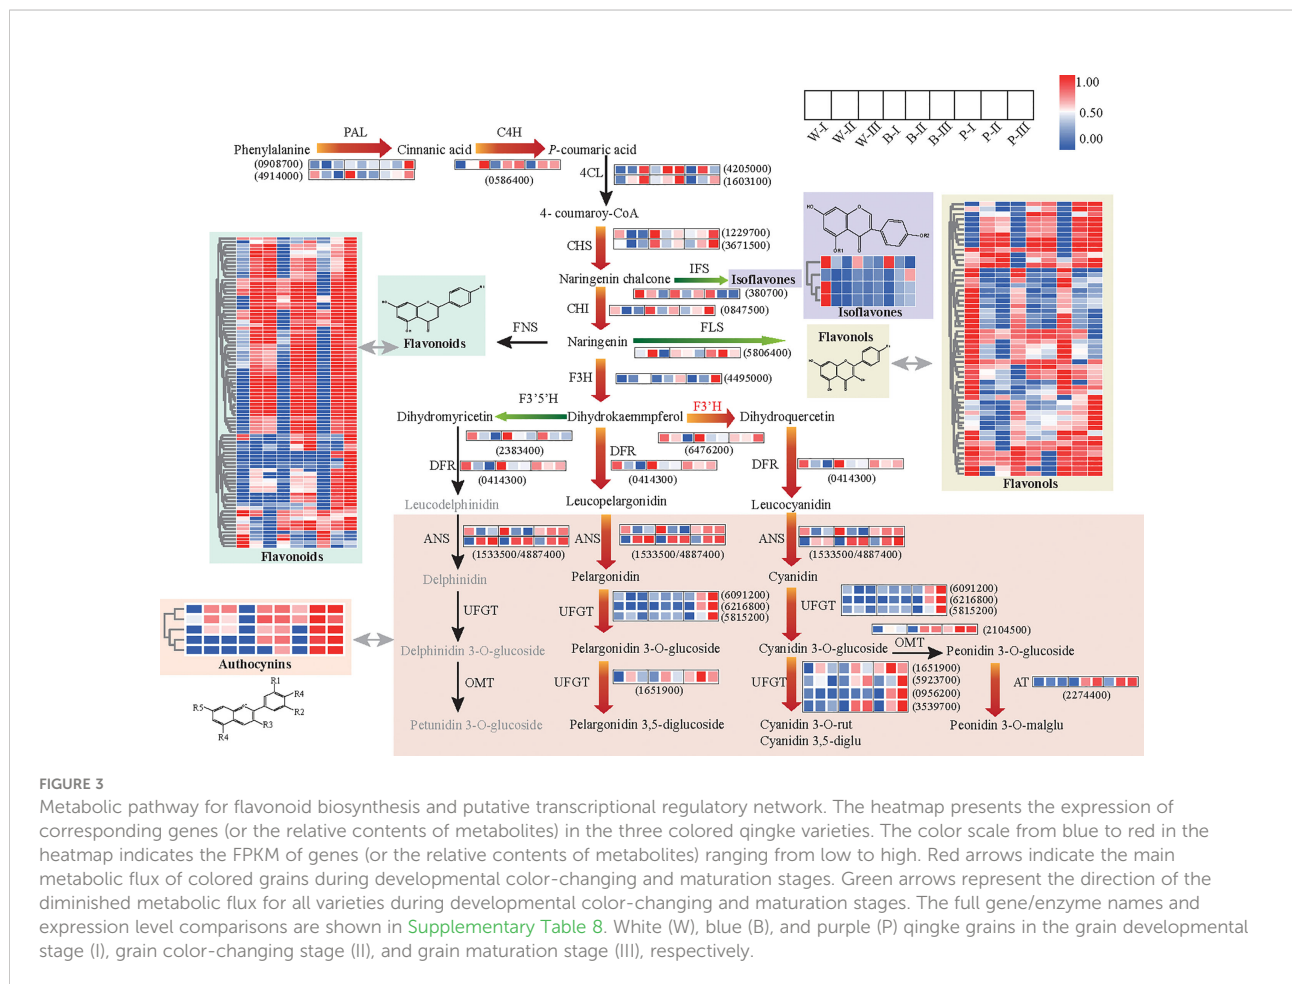 1.00
0.50
0.00
W-I
W-II
W-III
B-I
B-II
B-III
P-I
P-II
P-III
PAL
C4H
Phenylalanine
Cinnanic acid
P-coumaric acid
(0908700)
(4914000)
(0586400)
4CL
(4205000)
(1603100)
4- coumaroy-CoA
CHS
(1229700)
(3671500)
Naringenin chalcone
IFS
Isoflavones
(380700)
CHI
(0847500)
HO
OR1
O
OR2
Isoflavones
FNS
Naringenin
FLS
(5806400)
Flavonols
Flavonoids
F3H
(4495000)
F3'5'H
F3'H
Dihydromyricetin
Dihydrokaemmpferol
Dihydroquercetin
(2383400)
(6476200)
DFR
(0414300)
DFR
(0414300)
DFR
(0414300)
Flavonols
Leucodelphinidin
Leucopelargonidin
Leucocyanidin
ANS
(1533500/4887400)
ANS
(1533500/4887400)
ANS
(1533500/4887400)
Flavonoids
Delphinidin
Pelargonidin
Cyanidin
UFGT
UFGT
(6091200)
(6216800)
(5815200)
UFGT
(6091200)
(6216800)
(5815200)
(2104500)
OMT
Authocynins
Delphinidin 3-O-glucoside
Pelargonidin 3-O-glucoside
Cyanidin 3-O-glucoside
Peonidin 3-O-glucoside
OMT
UFGT
(1651900)
UFGT
(1651900)
(5923700)
(0956200)
(3539700)
AT
(2274400)
R1
R4
R5
R2
R3
R4
Petunidin 3-O-glucoside
Pelargonidin 3,5-diglucoside
Cyanidin 3-O-rut
Cyanidin 3,5-diglu
Peonidin 3-O-malglu
FIGURE 3
Metabolic pathway for flavonoid biosynthesis and putative transcriptional regulatory network. The heatmap presents the expression of
corresponding genes (or the relative contents of metabolites) in the three colored qingke varieties. The color scale from blue to red in the
heatmap indicates the FPKM of genes (or the relative contents of metabolites) ranging from low to high. Red arrows indicate the main
metabolic flux of colored grains during developmental color-changing and maturation stages. Green arrows represent the direction of the
diminished metabolic flux for all varieties during developmental color-changing and maturation stages. The full gene/enzyme names and
expression level comparisons are shown in Supplementary Table 8. White (W), blue (B), and purple (P) qingke grains in the grain developmental
stage (I), grain color-changing stage (II), and grain maturation stage (III), respectively.